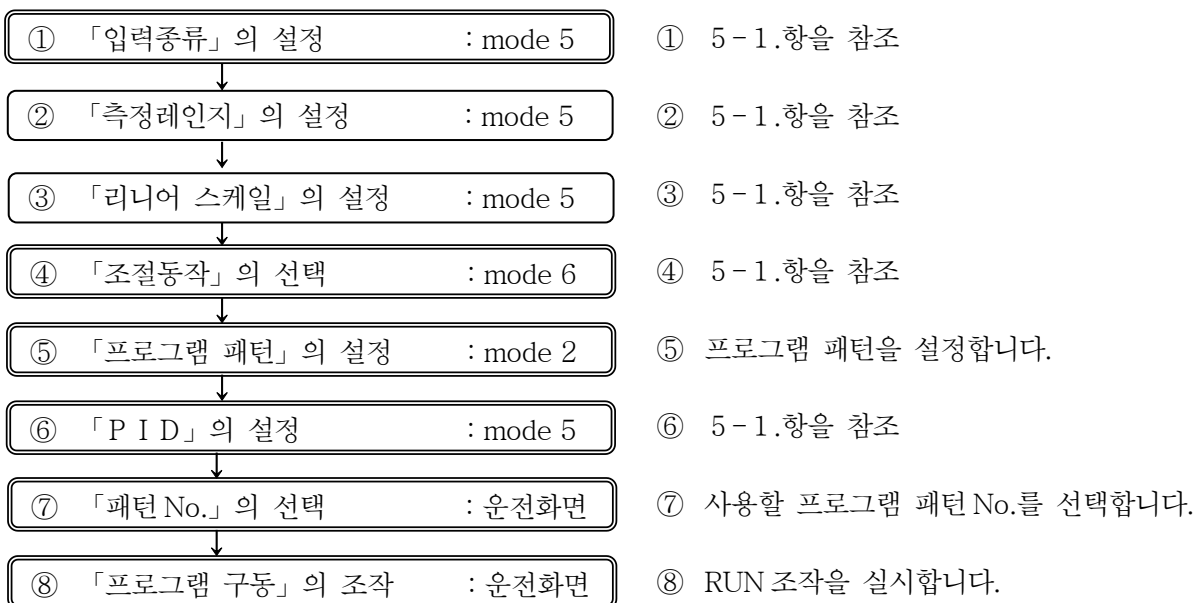 ① 「입력종류」의 설정 : mode 5 ① 5-1.항을 참조
② 「측정레인지」의 설정 : mode 5 ② 5-1.항을 참조
③ 「리니어 스케일」의 설정 : mode 5 ③ 5-1.항을 참조
④ 「조절동작」의 선택 : mode 6 ④ 5-1.항을 참조
⑤ 「프로그램 패턴」의 설정 : mode 2 ⑤ 프로그램 패턴을 설정합니다.
⑥ 「ＰＩＤ」의 설정 : mode 5 ⑥ 5-1.항을 참조
⑦ 「패턴 No.」의 선택 : 운전화면 ⑦ 사용할 프로그램 패턴 No.를 선택합니다.
⑧ 「프로그램 구동」의 조작 : 운전화면 ⑧ RUN 조작을 실시합니다.